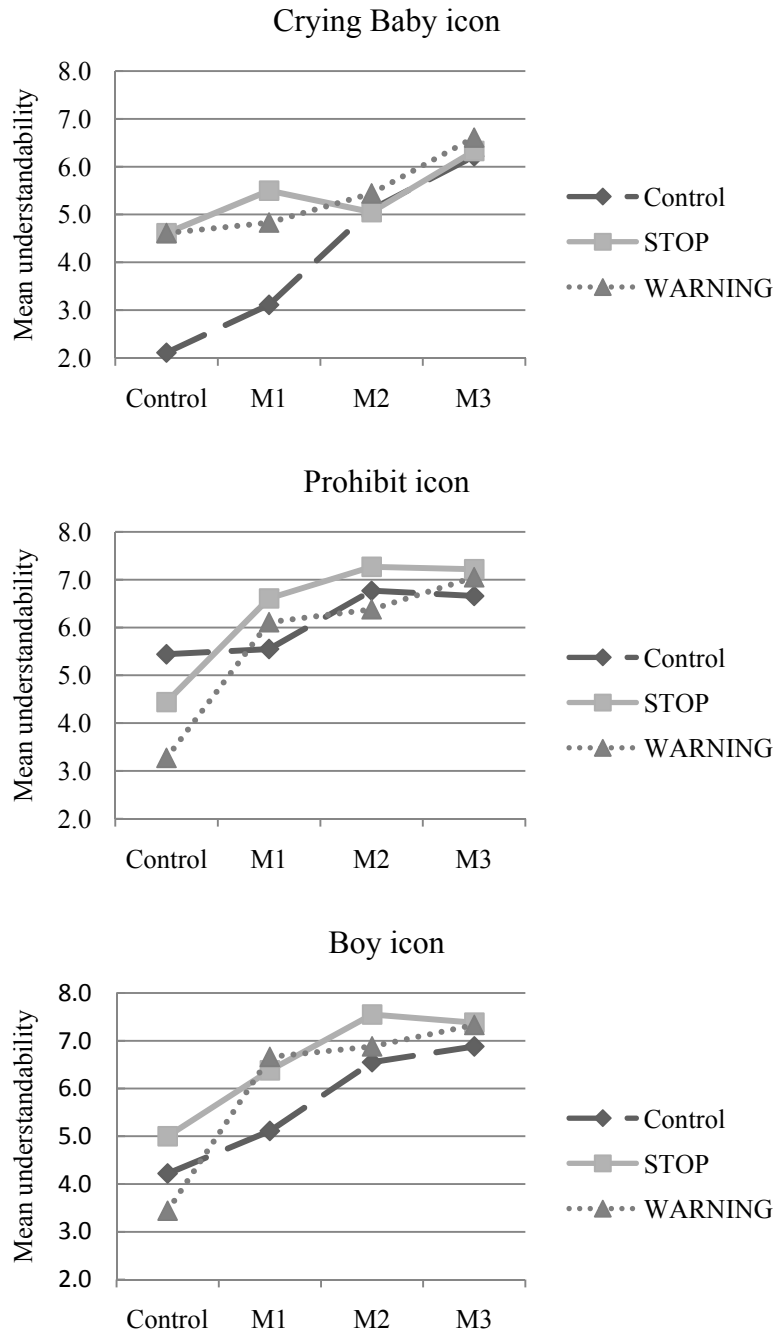 Crying Baby icon
Mean understandability
8.0
7.0
6.0
5.0
4.0
3.0
2.0
Control M1 M2 M3
Control
STOP
WARNING
Prohibit icon
Mean understandability
8.0
7.0
6.0
5.0
4.0
3.0
2.0
Control M1 M2 M3
Control
STOP
WARNING
Boy icon
Mean understandability
8.0
7.0
6.0
5.0
4.0
3.0
2.0
Control M1 M2 M3
Control
STOP
WARNING